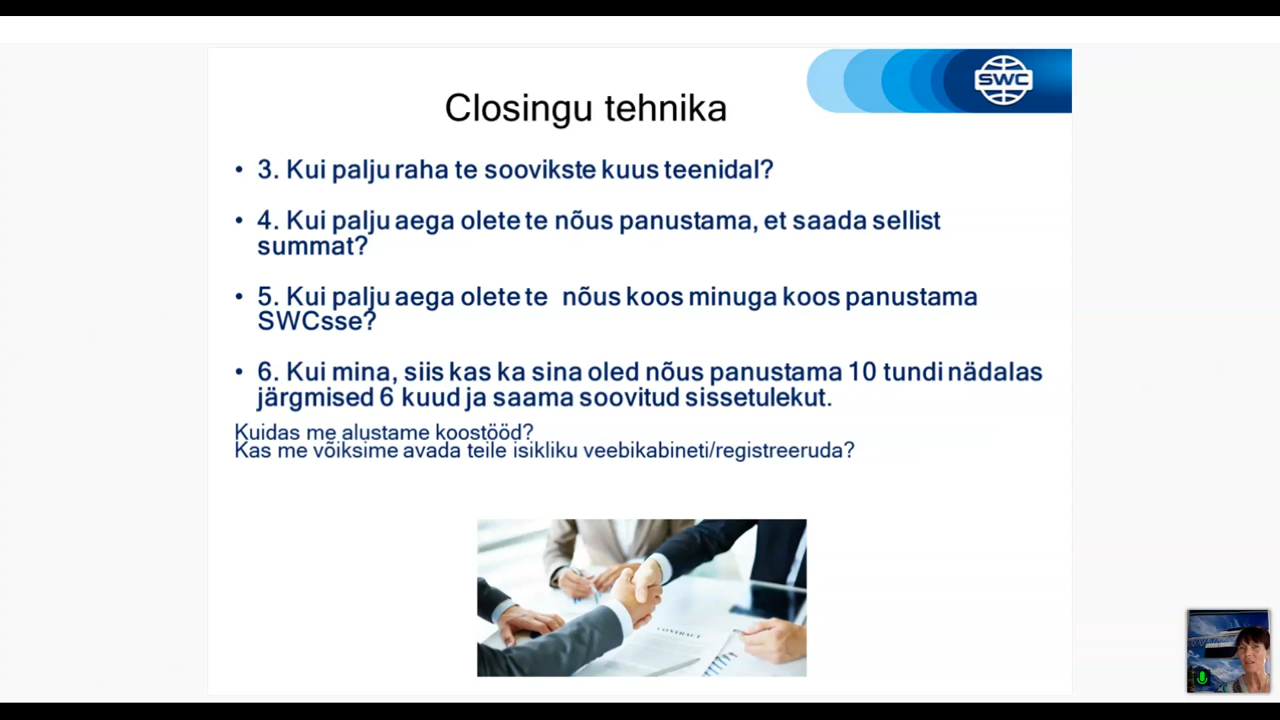 SWC
Closingu tehnika
• 3. Kui palju raha te soovikste kuus teenidal?
• 4. Kui palju aega olete te nõus panustama, et saada sellist
summat?
• 5. Kui palju aega olete te nõus koos minuga koos panustama
SWCsse?
• 6. Kui mina, siis kas ka sina oled nõus panustama 10 tundi nädalas
järgmised 6 kuud ja saama soovitud sissetulekut.
Kuidas me alustame koostööd?
Kas me võiksime avada teile isikliku veebikabineti/registreeruda?
CONTRACT